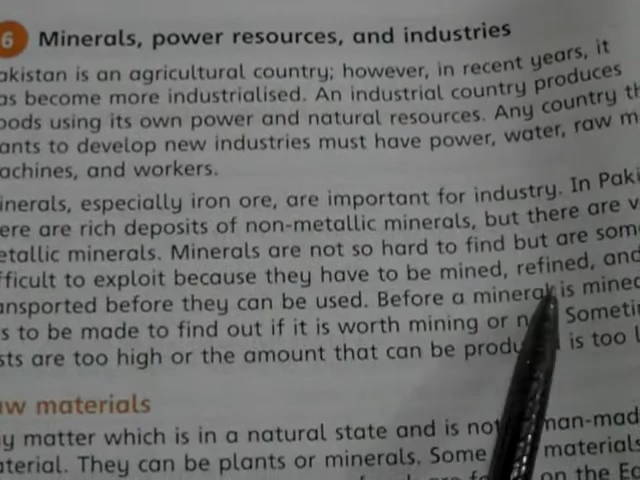 6 Minerals, power resources, and industries
akistan is an agricultural country; however, in recent years, it
as become more industrialised. An industrial country produces
oods using its own power and natural resources. Any country th
ants to develop new industries must have power, water, raw m
achines, and workers.
inerals, especially iron ore, are important for industry. In Paki
ere are rich deposits of non-metallic minerals, but there are v
etallic minerals. Minerals are not so hard to find but are som
fficult to exploit because they have to be mined, refined, and
ansported before they can be used. Before a mineral is mined
s to be made to find out if it is worth mining or n Sometim
sts are too high or the amount that can be produ is too l
aw materials
y matter which is in a natural state and is not man-mad
aterial. They can be plants or minerals. Some materials
on the Ea